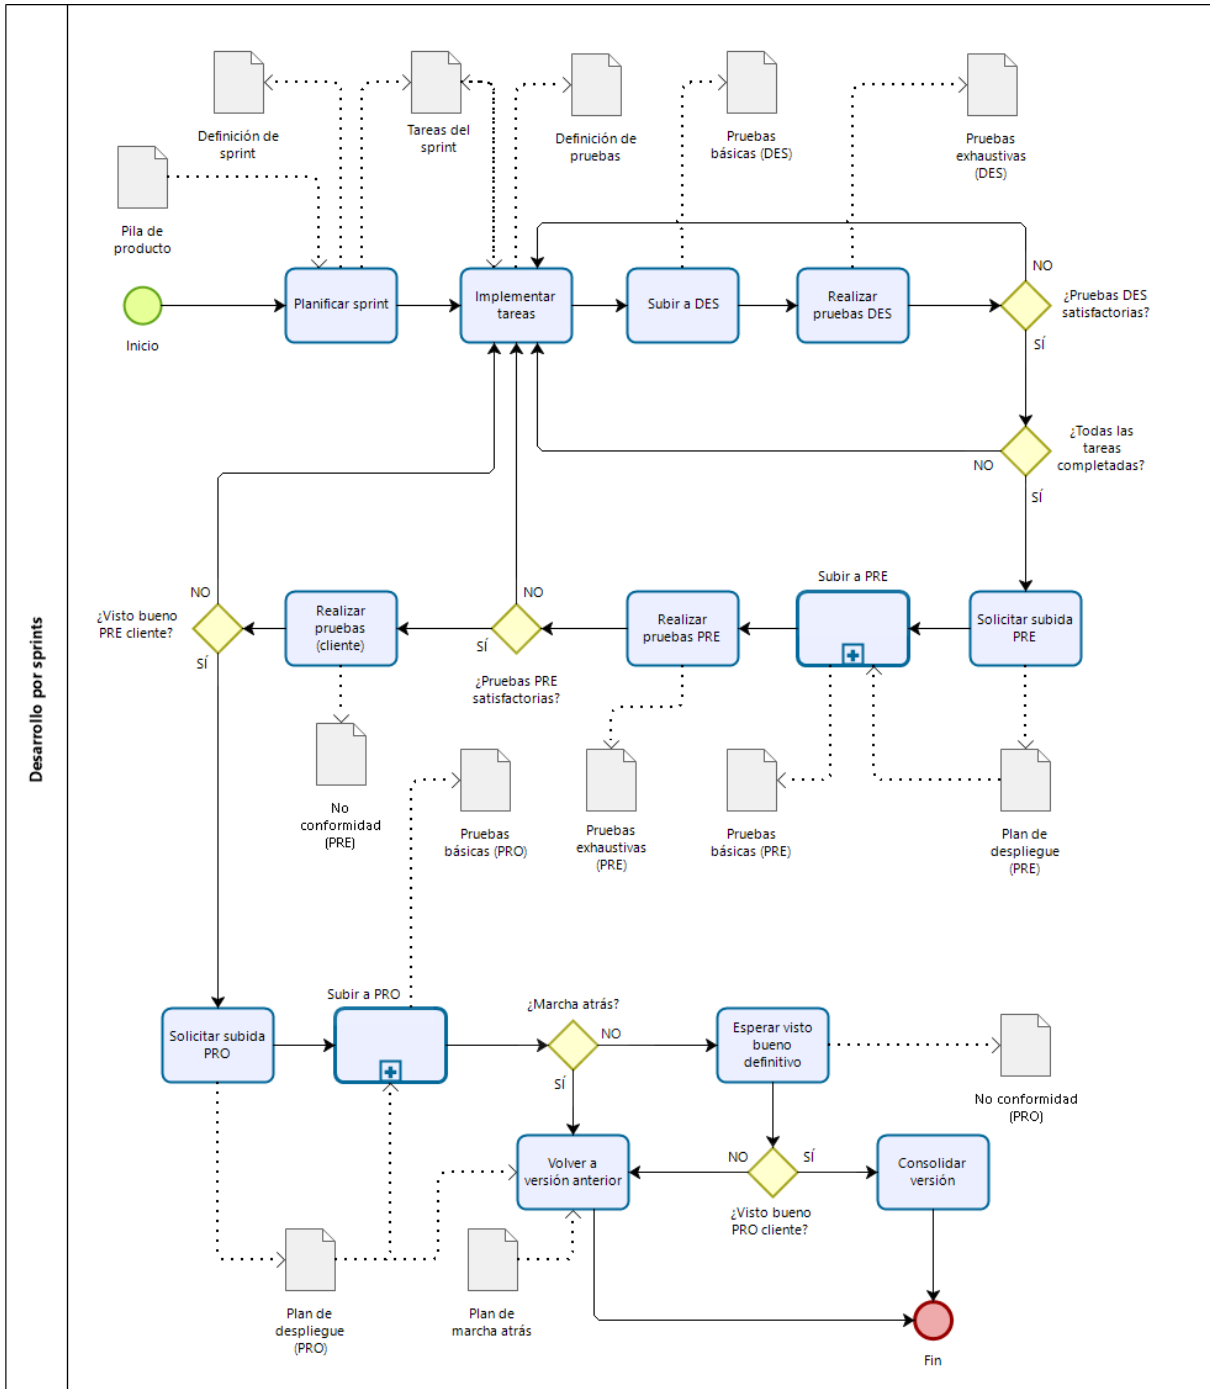 Desarrollo por sprints
Definición de
sprint
Tareas del
sprint
Definición de
pruebas
Pruebas
básicas (DES)
Pruebas
exhaustivas
(DES)
Pila de
producto
Inicio
Planificar sprint
Implementar
tareas
Subir a DES
Realizar
pruebas DES
NO
¿Pruebas DES
satisfactorias?
SÍ
¿Todas las
tareas
completadas?
NO
SÍ
Subir a PRE
Solicitar subida
PRE
Realizar
pruebas PRE
NO
SÍ
¿Pruebas PRE
satisfactorias?
Realizar
pruebas
(cliente)
NO
¿Visto bueno
PRE cliente?
SÍ
No
conformidad
(PRE)
Pruebas
básicas (PRO)
Pruebas
exhaustivas
(PRE)
Pruebas
básicas (PRE)
Plan de
despliegue
(PRE)
Solicitar subida
PRO
Subir a PRO
¿Marcha atrás?
NO
SÍ
Esperar visto
bueno
definitivo
No conformidad
(PRO)
Volver a
versión anterior
NO
SÍ
¿Visto bueno
PRO cliente?
Consolidar
versión
Plan de
despliegue
(PRO)
Plan de
marcha atrás
Fin